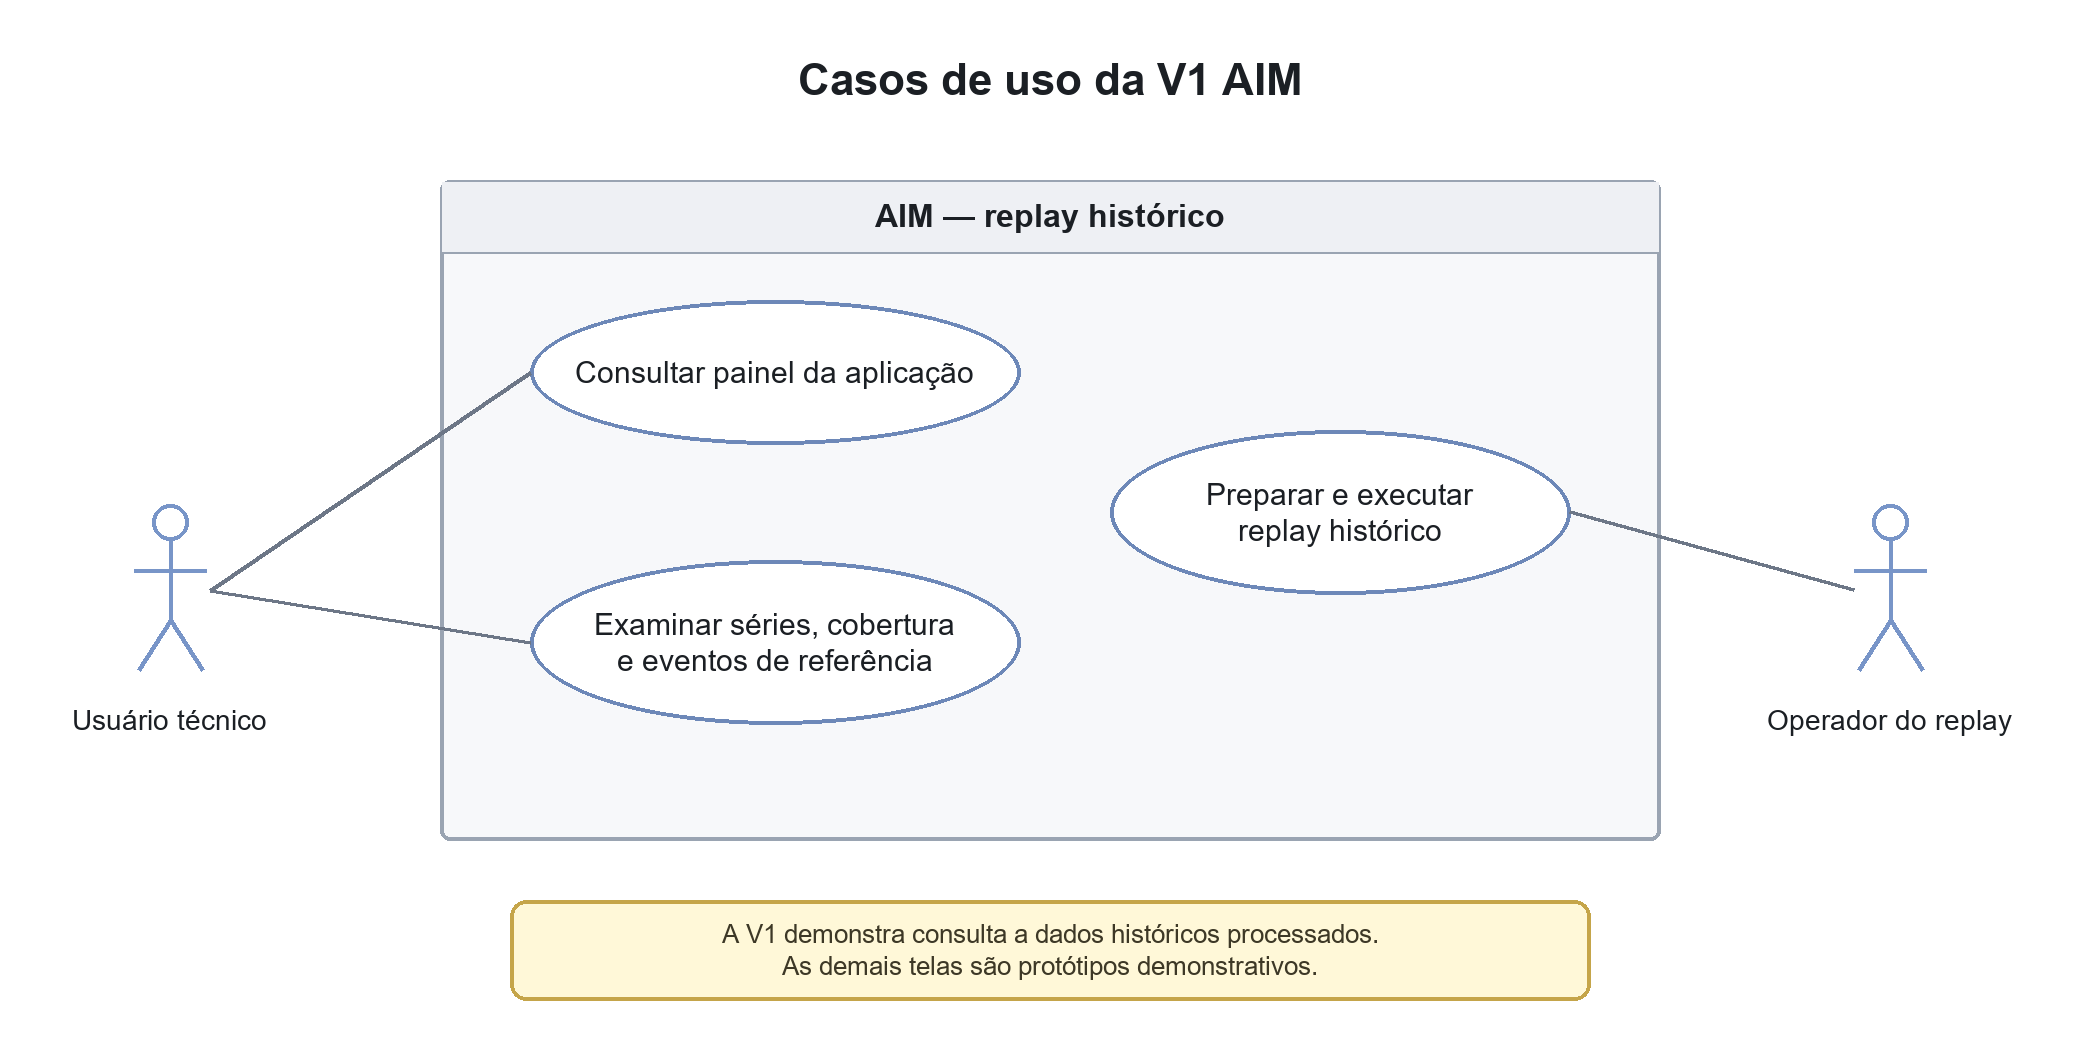 Casos de uso da V1 AIM
AIM — replay histórico
Consultar painel da aplicação
Preparar e executar
replay histórico
Examinar séries, cobertura
e eventos de referência
Usuário técnico
Operador do replay
A V1 demonstra consulta a dados históricos processados.
As demais telas são protótipos demonstrativos.